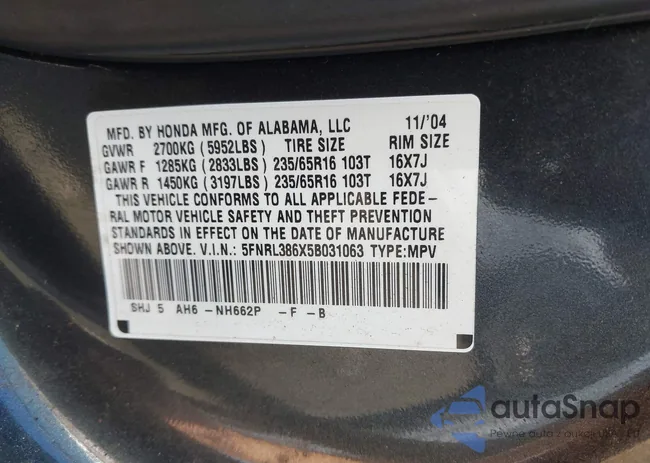 MFD. BY HONDA MFG. OF ALABAMA, LLC 11/'04
GVWR 2700KG (5952LBS) TIRE SIZE RIM SIZE
GAWR F 1285KG (2833LBS) 235/65R16 103T 16X7J
GAWR R 1450KG (3197LBS) 235/65R16 103T 16X7J
THIS VEHICLE CONFORMS TO ALL APPLICABLE FEDE-
RAL MOTOR VEHICLE SAFETY AND THEFT PREVENTION
STANDARDS IN EFFECT ON THE DATE OF MANUFACTURE
SHOWN ABOVE. V.I.N.: 5FNRL386X5B031063 TYPE:MPV
SHJ 5 AH6 -NH662P -F -B
autaSnap
Pewne auta z